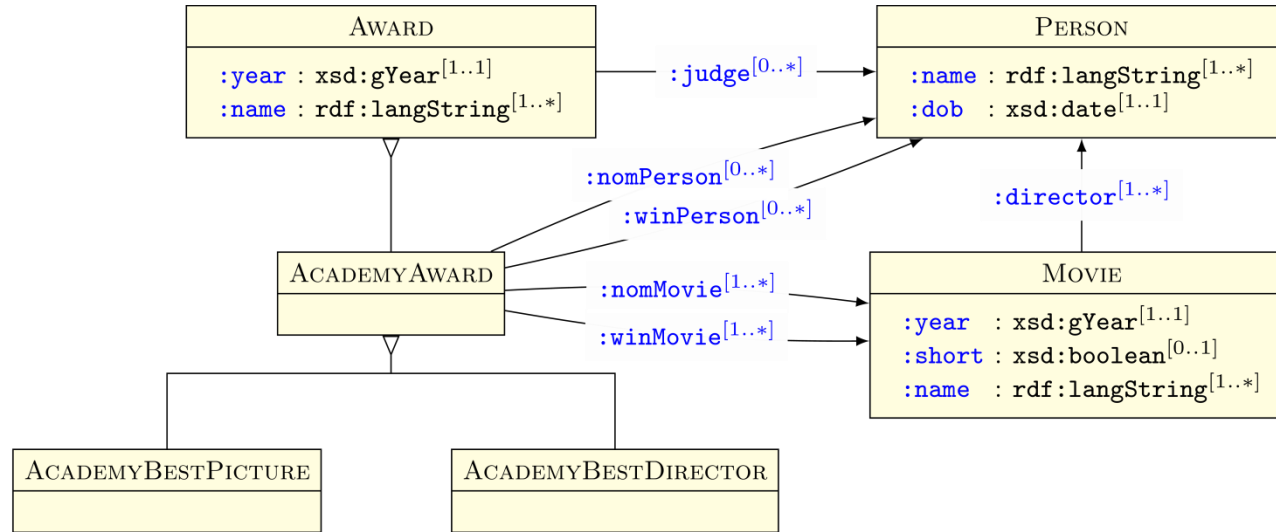 AWARD
:year : xsd:gYear[1..1]
:name : rdf:langString[1..*]
:judge[0..*]
PERSON
:name : rdf:langString[1..*]
:dob : xsd:date[1..1]
:nomPerson[0..*]
:winPerson[0..*]
:director[1..*]
ACADEMYAWARD
:nomMovie[1..*]
:winMovie[1..*]
MOVIE
:year : xsd:gYear[1..1]
:short : xsd:boolean[0..1]
:name : rdf:langString[1..*]
ACADEMYBESTPICTURE
ACADEMYBESTDIRECTOR